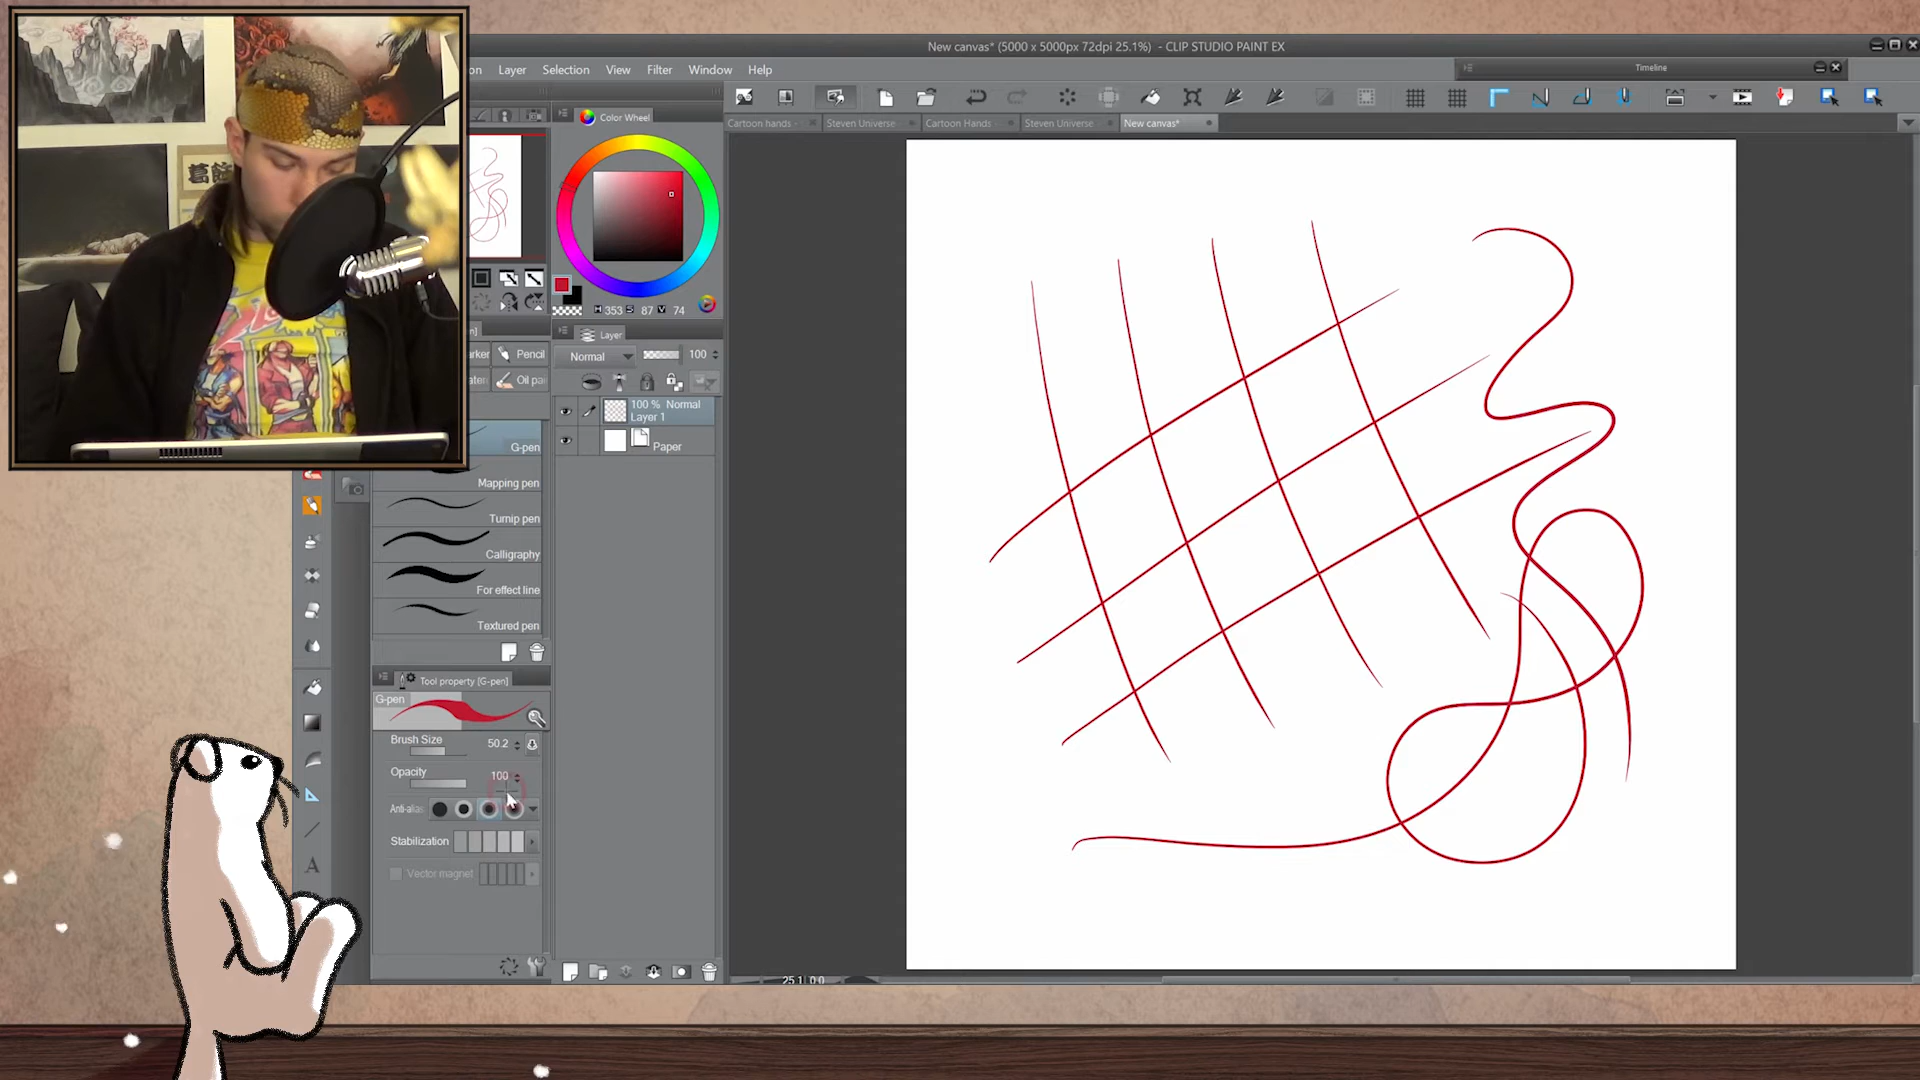 New canvas* (5000 x 5000px 72dpi 25.1%) - CLIP STUDIO PAINT EX
on Layer Selection View Filter Window Help
Timeline
Cartoon hands - Steven Universe Cartoon Hands Steven Universe New canvas*
Color Wheel
H 353 S 87 V 74
Layer
Normal 100
100 % Normal
Layer 1
Paper
arker Pencil
Oil pa
G-pen
Mapping pen
Turnip pen
Calligraphy
For effect line
Textured pen
Tool property [G-pen]
G-pen
Brush Size 50.2
Opacity 100
Anti-alias
Stabilization
Vector magnet
A
25.1 0.0
葛飾